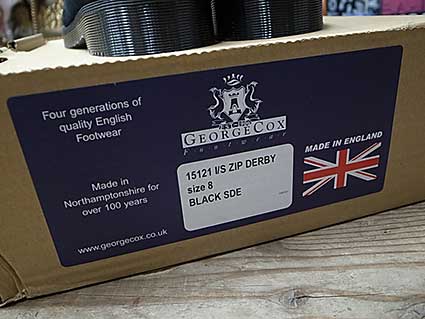 Four generations of
quality English
Footwear
Made in
Northamptonshire for
over 100 years
www.georgecox.co.uk
GEORGE COX
Footwear
15121 I/S ZIP DERBY
size 8
BLACK SDE
MADE IN ENGLAND